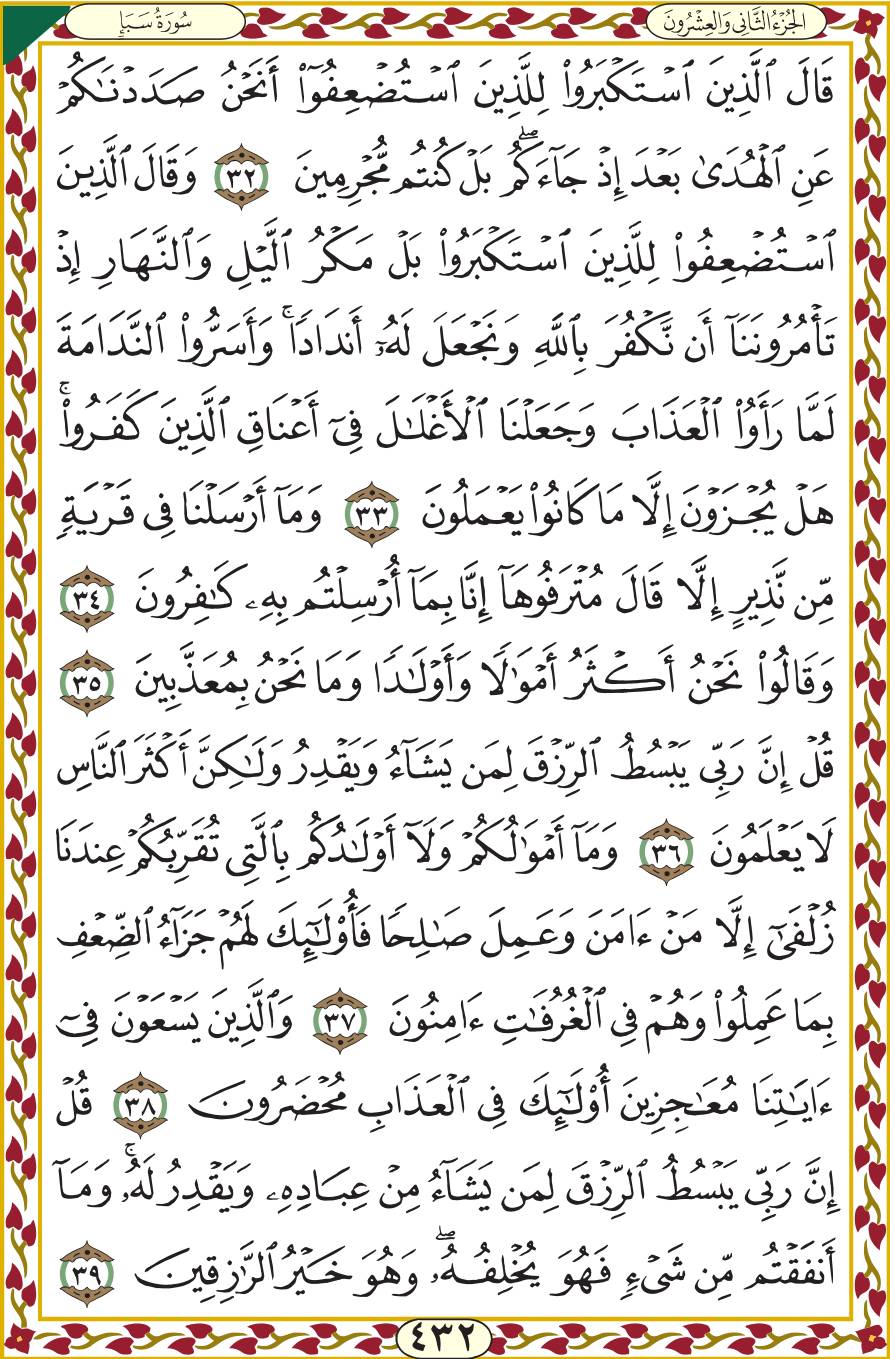 الجُزْءُ الثَّانِي وَالعِشْرُونَ
سُورَةُ سَبَإٍ
قَالَ ٱلَّذِينَ ٱسۡتَكۡبَرُواْ لِلَّذِينَ ٱسۡتُضۡعِفُوٓاْ أَنَحۡنُ صَدَدۡنَٰكُمۡ
عَنِ ٱلۡهُدَىٰ بَعۡدَ إِذۡ جَآءَكُمۖ بَلۡ كُنتُم مُّجۡرِمِينَ ٣٢ وَقَالَ ٱلَّذِينَ
ٱسۡتُضۡعِفُواْ لِلَّذِينَ ٱسۡتَكۡبَرُواْ بَلۡ مَكۡرُ ٱلَّيۡلِ وَٱلنَّهَارِ إِذۡ
تَأۡمُرُونَنَآ أَن نَّكۡفُرَ بِٱللَّهِ وَنَجۡعَلَ لَهُۥٓ أَندَادٗاۚ وَأَسَرُّواْ ٱلنَّدَامَةَ
لَمَّا رَأَوُاْ ٱلۡعَذَابَ وَجَعَلۡنَا ٱلۡأَغۡلَٰلَ فِيٓ أَعۡنَاقِ ٱلَّذِينَ كَفَرُواْۚ
هَلۡ يُجۡزَوۡنَ إِلَّا مَا كَانُواْ يَعۡمَلُونَ ٣٣ وَمَآ أَرۡسَلۡنَا فِي قَرۡيَةٖ
مِّن نَّذِيرٍ إِلَّا قَالَ مُتۡرَفُوهَآ إِنَّا بِمَآ أُرۡسِلۡتُم بِهِۦ كَٰفِرُونَ ٣٤
وَقَالُواْ نَحۡنُ أَكۡثَرُ أَمۡوَٰلٗا وَأَوۡلَٰدٗا وَمَا نَحۡنُ بِمُعَذَّبِينَ ٣٥
قُلۡ إِنَّ رَبِّي يَبۡسُطُ ٱلرِّزۡقَ لِمَن يَشَآءُ وَيَقۡدِرُ وَلَٰكِنَّ أَكۡثَرَ ٱلنَّاسِ
لَا يَعۡلَمُونَ ٣٦ وَمَآ أَمۡوَٰلُكُمۡ وَلَآ أَوۡلَٰدُكُم بِٱلَّتِي تُقَرِّبُكُمۡ عِندَنَا
زُلۡفَىٰٓ إِلَّا مَنۡ ءَامَنَ وَعَمِلَ صَٰلِحٗا فَأُوْلَٰٓئِكَ لَهُمۡ جَزَآءُ ٱلضِّعۡفِ
بِمَا عَمِلُواْ وَهُمۡ فِي ٱلۡغُرُفَٰتِ ءَامِنُونَ ٣٧ وَٱلَّذِينَ يَسۡعَوۡنَ فِيٓ
ءَايَٰتِنَا مُعَٰجِزِينَ أُوْلَٰٓئِكَ فِي ٱلۡعَذَابِ مُحۡضَرُونَ ٣٨ قُلۡ
إِنَّ رَبِّي يَبۡسُطُ ٱلرِّزۡقَ لِمَن يَشَآءُ مِنۡ عِبَادِهِۦ وَيَقۡدِرُ لَهُۥۚ وَمَآ
أَنفَقۡتُم مِّن شَيۡءٖ فَهُوَ يُخۡلِفُهُۥۖ وَهُوَ خَيۡرُ ٱلرَّٰزِقِينَ ٣٩
٤٣٢